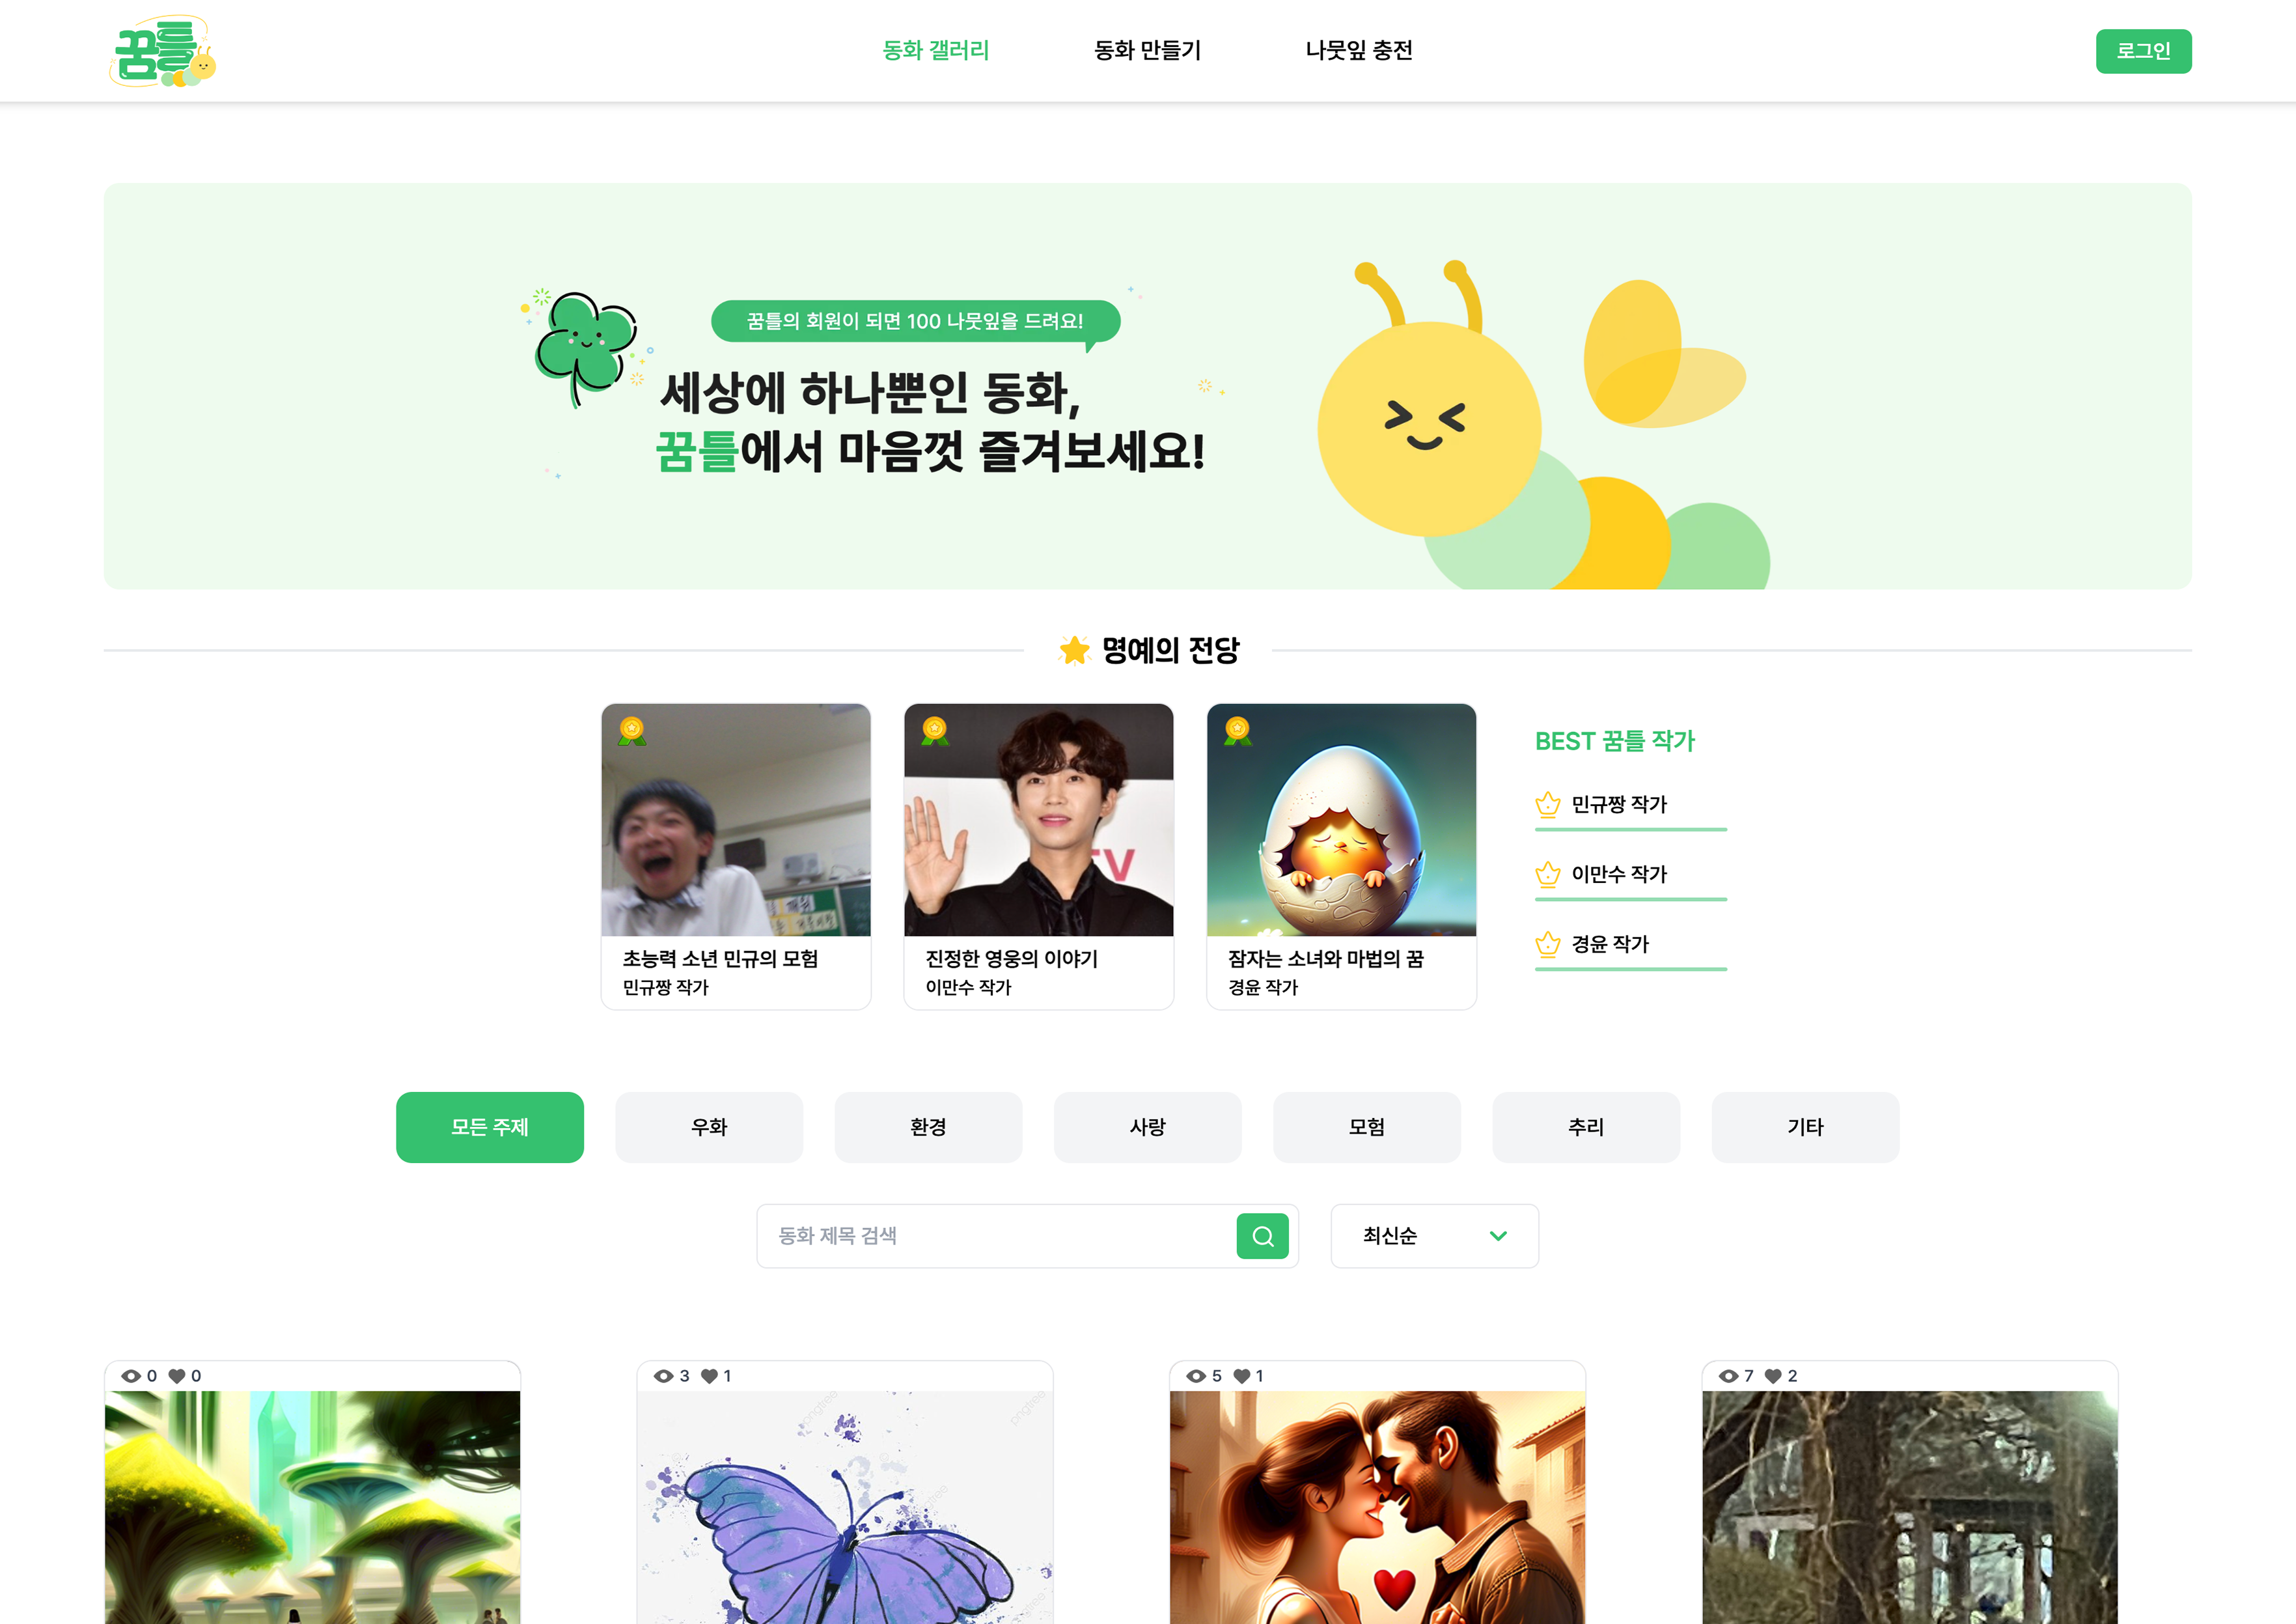 꿈틀
동화 갤러리
동화 만들기
나뭇잎 충전
로그인
꿈틀의 회원이 되면 100 나뭇잎을 드려요!
세상에 하나뿐인 동화,
꿈틀에서 마음껏 즐겨보세요!
명예의 전당
TV
초능력 소년 민규의 모험
민규짱 작가
진정한 영웅의 이야기
이만수 작가
잠자는 소녀와 마법의 꿈
경윤 작가
BEST 꿈틀 작가
민규짱 작가
이만수 작가
경윤 작가
모든 주제
우화
환경
사랑
모험
추리
기타
동화 제목 검색
최신순
0 0
3 1
5 1
7 2
pngtree
pngtree